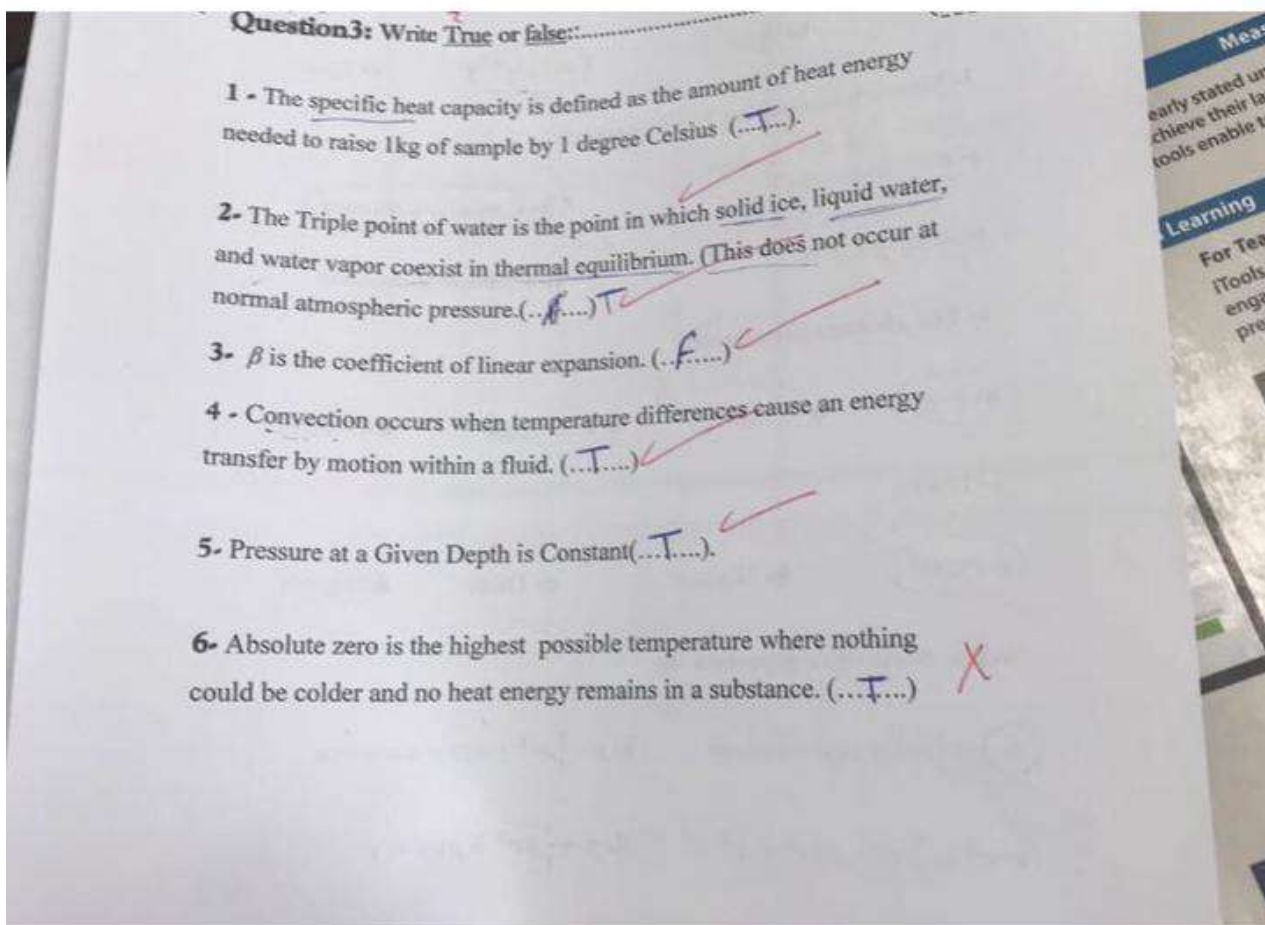 Question3: Write True or false::....................................
1 - The specific heat capacity is defined as the amount of heat energy
needed to raise 1kg of sample by 1 degree Celsius (...T....).
2- The Triple point of water is the point in which solid ice, liquid water,
and water vapor coexist in thermal equilibrium. (This does not occur at
normal atmospheric pressure.(.......) T
3- β is the coefficient of linear expansion. (..F.....)
4 - Convection occurs when temperature differences cause an energy
transfer by motion within a fluid. (...T....)
5- Pressure at a Given Depth is Constant(...T....).
6- Absolute zero is the highest possible temperature where nothing
could be colder and no heat energy remains in a substance. (...T...) X
early stated
chieve their
tools enable
Learning
For